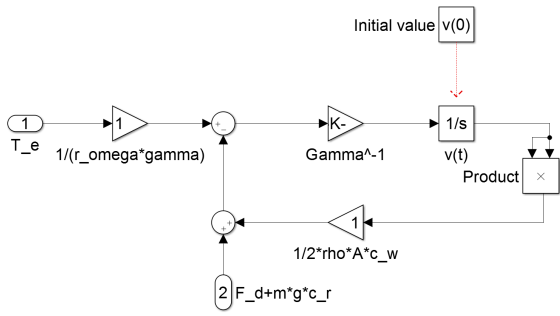 Initial value v(0)
1
T_e
1
1/(r_omega*gamma)
+
−
K-
Gamma^-1
1/s
v(t)
Product
×
+
+
1
1/2*rho*A*c_w
2
F_d+m*g*c_r